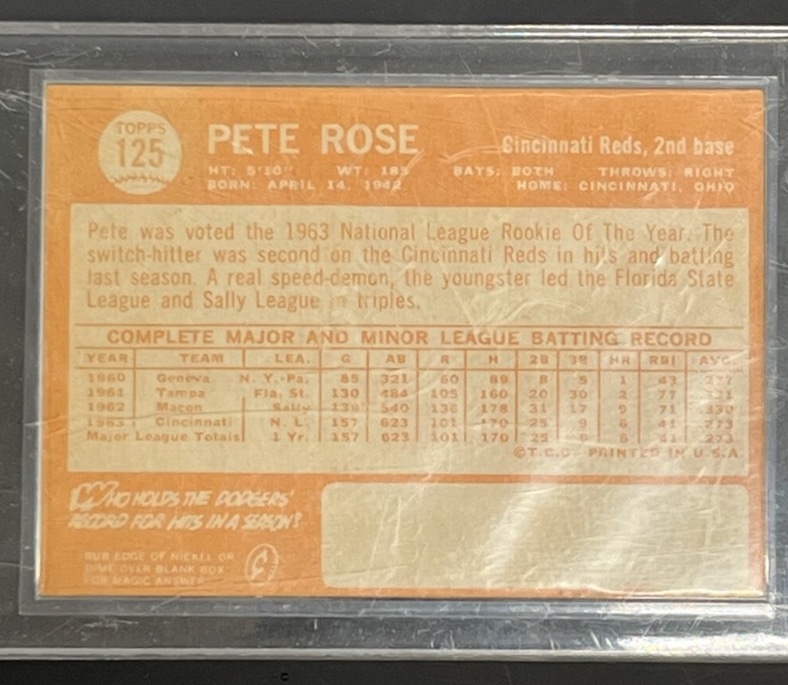 TOPPS
125
PETE ROSE
Cincinnati Reds, 2nd base
HT: 5'10" WT: 185 BATS: BOTH THROWS: RIGHT
BORN: APRIL 14, 1942 HOME: CINCINNATI, OHIO
Pete was voted the 1963 National League Rookie Of The Year. The
switch-hitter was second on the Cincinnati Reds in hits and batting
last season. A real speed-demon, the youngster led the Florida State
League and Sally League in triples.
COMPLETE MAJOR AND MINOR LEAGUE BATTING RECORD
YEAR TEAM LEA. G AB R H 2B 3B HR RBI AVG.
1960 Geneva N.Y.-Pa. 85 321 60 89 8 5 1 43 277
1961 Tampa Fla. St. 130 484 105 160 20 30 2 77 331
1962 Macon Sally 139 540 136 178 31 17 9 71 330
1963 Cincinnati N. L. 157 623 101 170 25 9 6 41 273
Major League Totals 1 Yr. 157 623 101 170 25 9 6 41 273
©T.C.G. PRINTED IN U.S.A.
WHO HOLDS THE DODGERS'
RECORD FOR HITS IN A SEASON?
RUB EDGE OF NICKEL OR
DIME OVER BLANK BOX
FOR MAGIC ANSWER